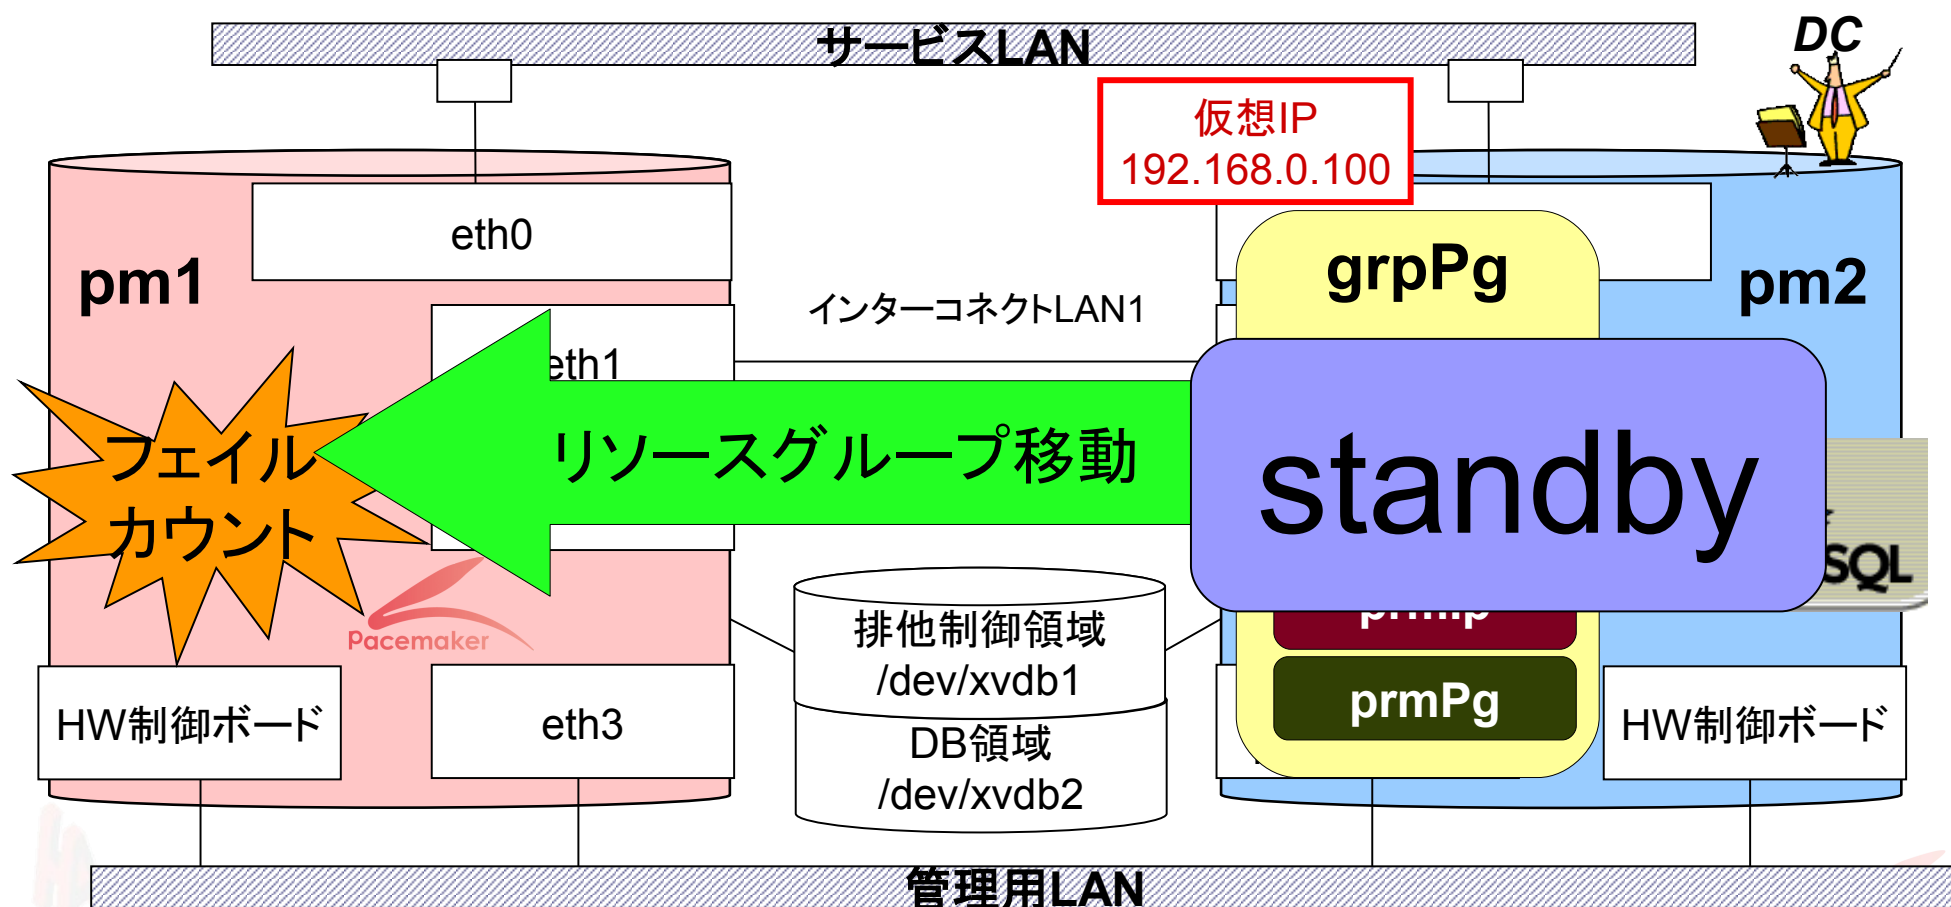 サービスLAN
DC
仮想IP
192.168.0.100
eth0
pm1
grpPg
pm2
インターコネクトLAN1
eth1
フェイル
カウント
リソースグループ移動
standby
SQL
Pacemaker
排他制御領域
/dev/xvdb1
prmIp
prmPg
HW制御ボード
eth3
DB領域
/dev/xvdb2
HW制御ボード
管理用LAN